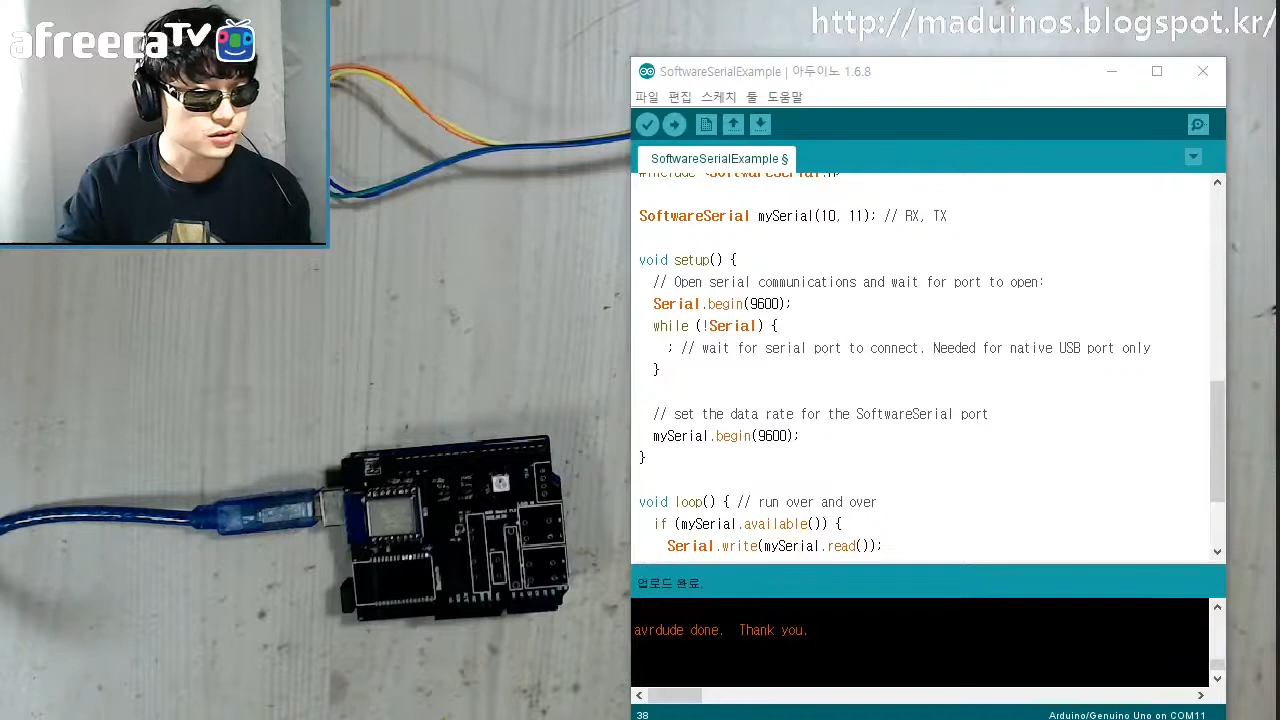 afreecaTV
http://maduinos.blogspot.kr/
SoftwareSerialExample | 아두이노 1.6.8
파일 편집 스케치 툴 도움말
SoftwareSerialExample §
#include <SoftwareSerial.h>
SoftwareSerial mySerial(10, 11); // RX, TX
void setup() {
// Open serial communications and wait for port to open:
Serial.begin(9600);
while (!Serial) {
; // wait for serial port to connect. Needed for native USB port only
}
// set the data rate for the SoftwareSerial port
mySerial.begin(9600);
}
void loop() { // run over and over
if (mySerial.available()) {
Serial.write(mySerial.read());
업로드 완료.
avrdude done.  Thank you.
38
Arduino/Genuino Uno on COM11